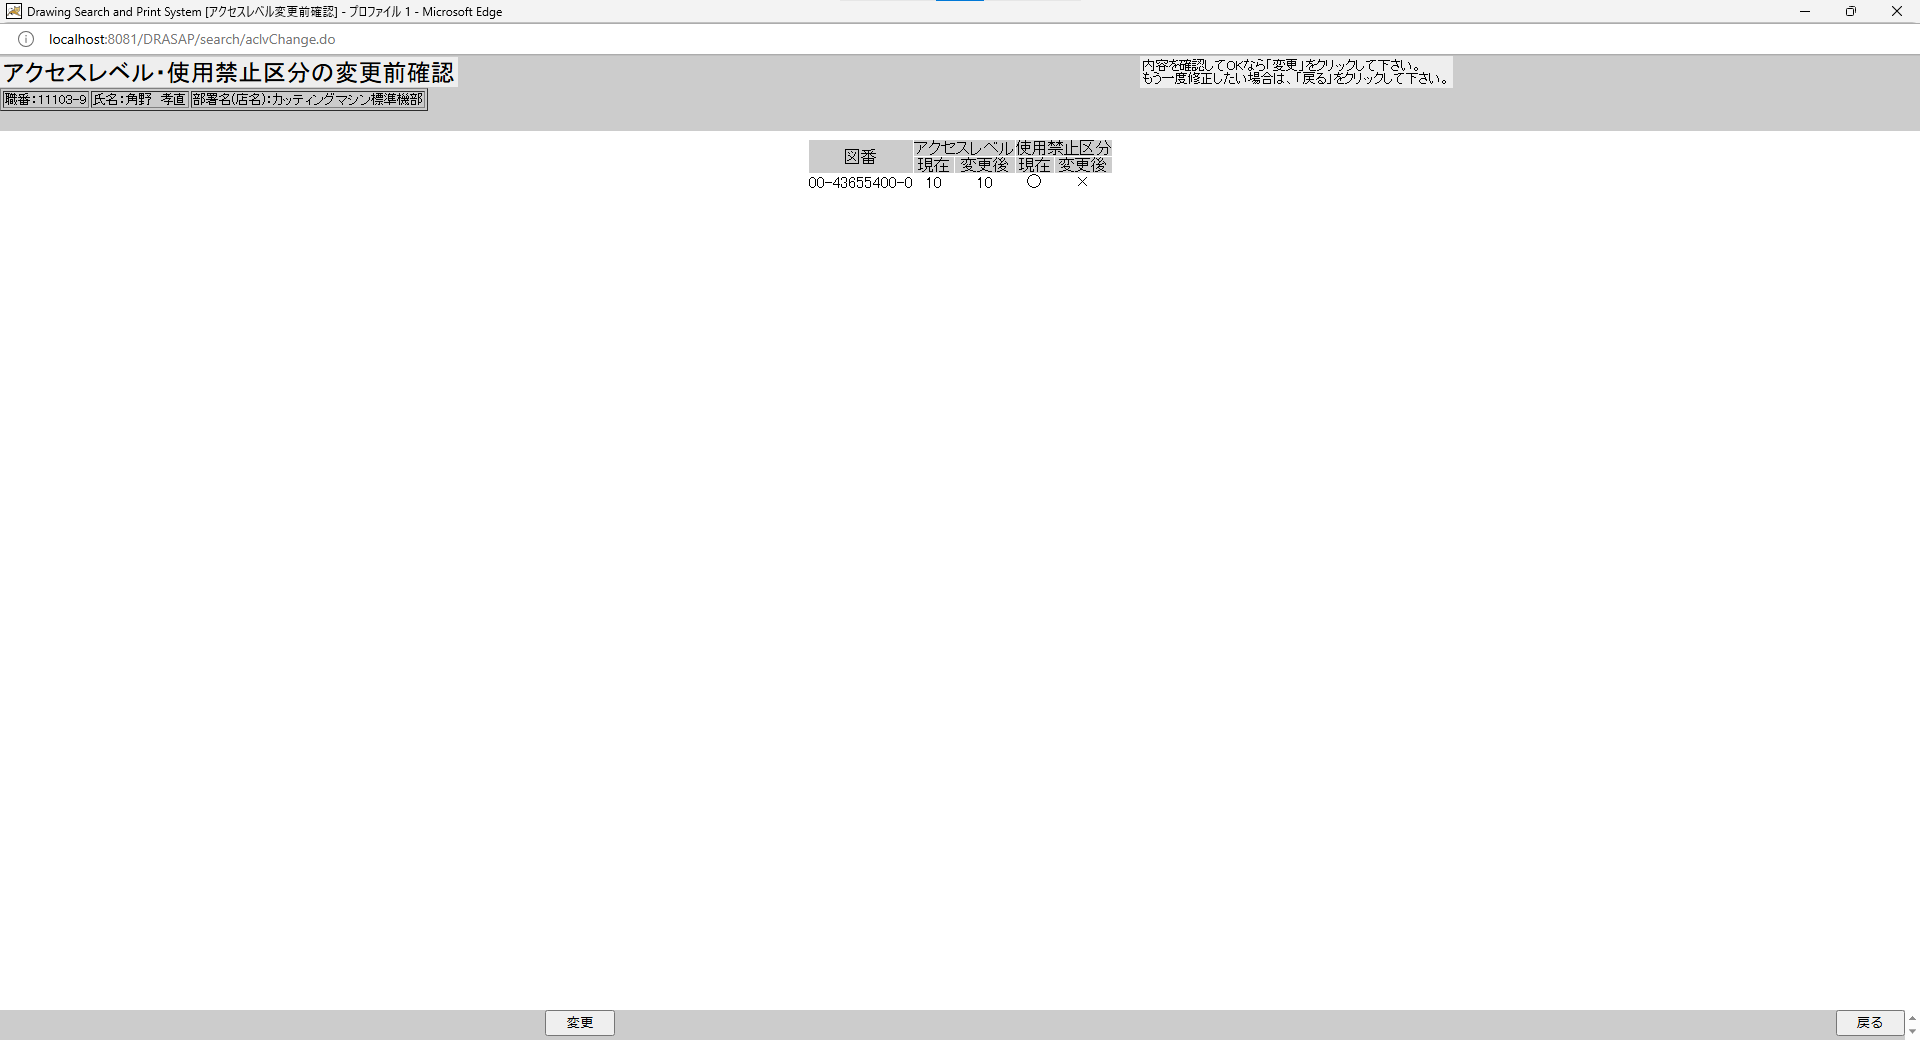 Drawing Search and Print System [アクセスレベル変更前確認] - プロファイル 1 - Microsoft Edge
localhost:8081/DRASAP/search/aclvChange.do
アクセスレベル・使用禁止区分の変更前確認
内容を確認してOKなら「変更」をクリックして下さい。
もう一度修正したい場合は、「戻る」をクリックして下さい。
職番：11103-9 氏名：角野　孝直 部署名(店名)：カッティングマシン標準機部
図番 アクセスレベル 使用禁止区分
現在 変更後 現在 変更後
00-43655400-0 10 10 ○ ×
変更 戻る